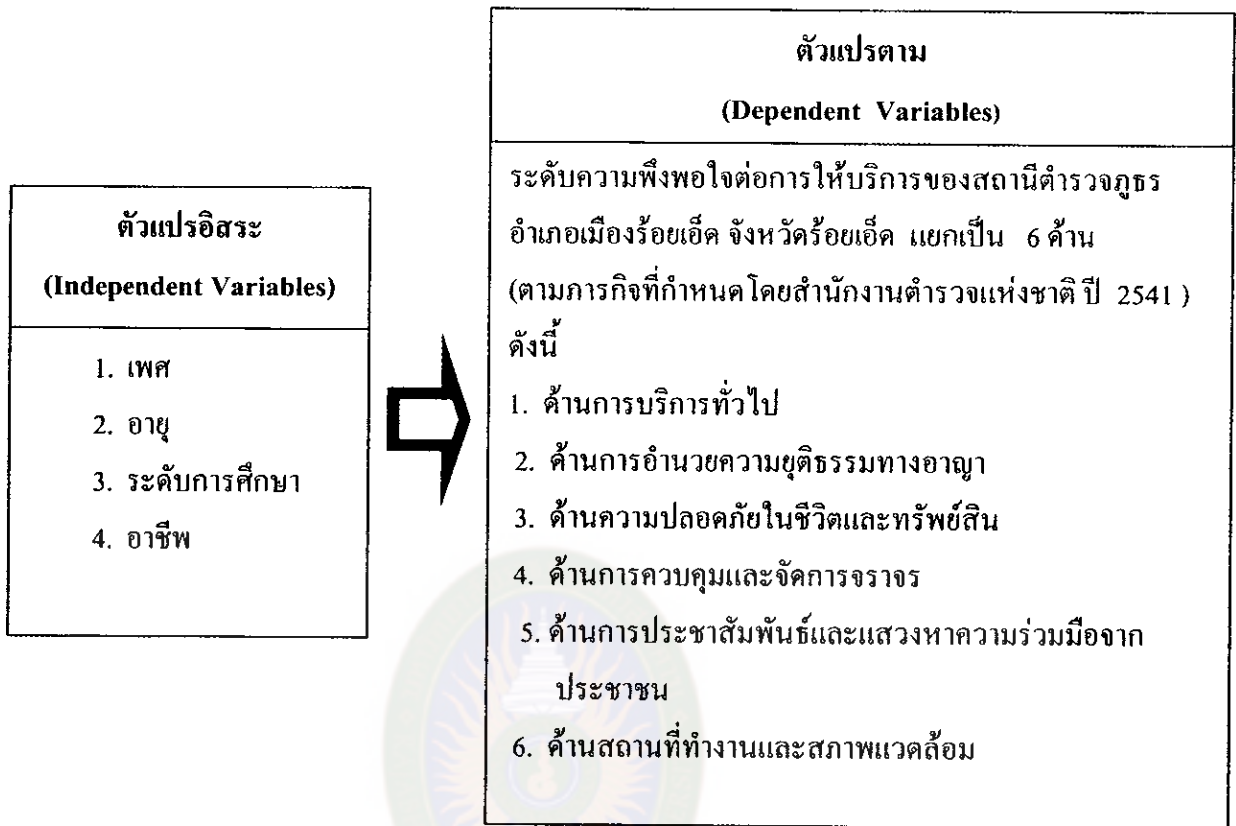 ตัวแปรอิสระ
(Independent Variables)
1. เพศ
2. อายุ
3. ระดับการศึกษา
4. อาชีพ
ตัวแปรตาม
(Dependent Variables)
ระดับความพึงพอใจต่อการให้บริการของสถานีตำรวจภูธร
อำเภอเมืองร้อยเอ็ด จังหวัดร้อยเอ็ด แยกเป็น 6 ด้าน
(ตามภารกิจที่กำหนดโดยสำนักงานตำรวจแห่งชาติ ปี 2541 )
ดังนี้
1. ด้านการบริการทั่วไป
2. ด้านการอำนวยความยุติธรรมทางอาญา
3. ด้านความปลอดภัยในชีวิตและทรัพย์สิน
4. ด้านการควบคุมและจัดการจราจร
5. ด้านการประชาสัมพันธ์และแสวงหาความร่วมมือจาก
ประชาชน
6. ด้านสถานที่ทำงานและสภาพแวดล้อม